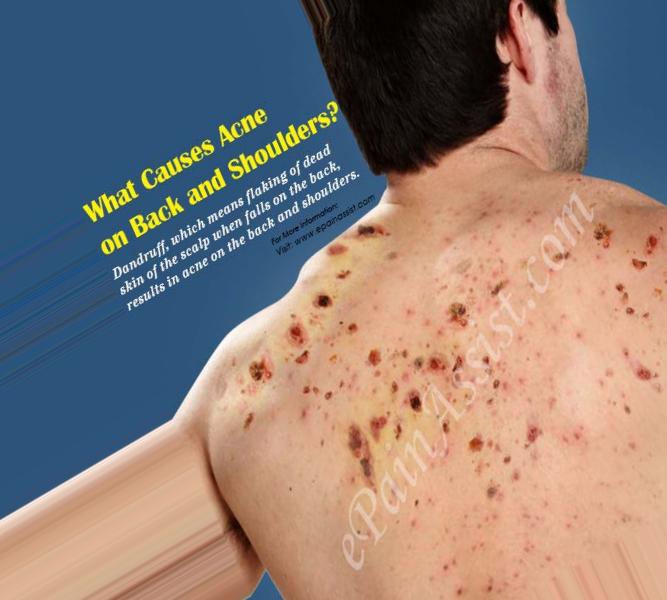 What Causes Acne
on Back and Shoulders?
Dandruff, which means flaking of dead
skin of the scalp when falls on the back,
results in acne on the back and shoulders.
For More Information:
Visit: www.epainassist.com
ePainAssist.com